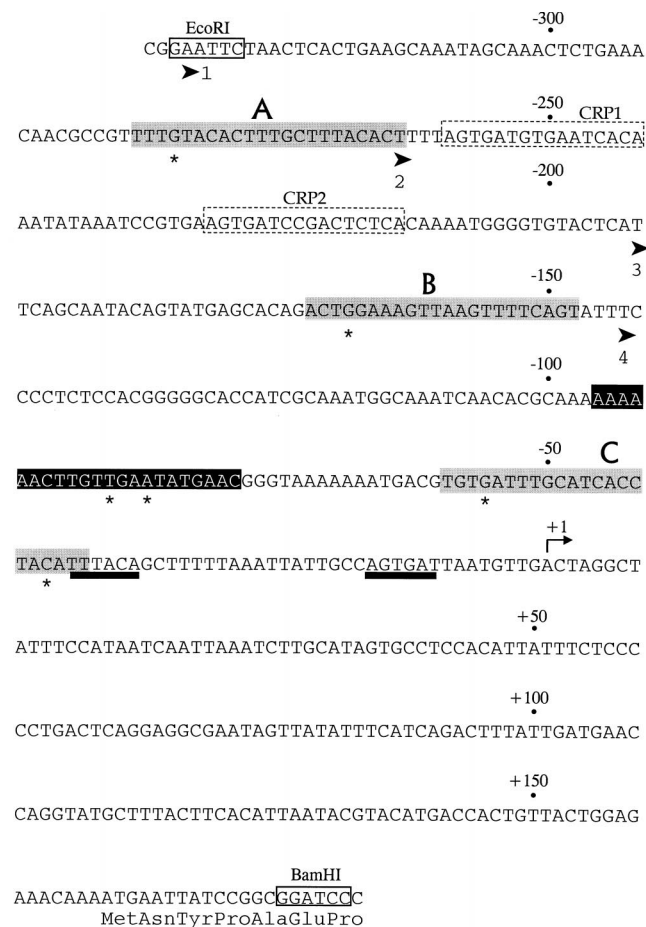 EcoRI -300
CGGAATTCTAACTCACTGAAGCAAATAGCAAACTCTGAAA
1
A -250
CRP1
CAACGCCGTTTTGTACACTTTGCTTTACACTTTTAGTGATGTGAATCACA
*
2
CRP2 -200
AATATAAATCCGTGAAGTGATCCGACTCTCACAAAATGGGGTGTACTCAT
3
B -150
TCAGCAATACAGTATGAGCACAGACTGGAAAGTTAAGTTTTCAGTATTTC
*
4
-100
CCCTCTCCACGGGGGCACCATCGCAAATGGCAAATCAACACGCAAAAAAA
-50 C
AACTTGTTGAATATGAACGGGTAAAAAAATGACGTGTGATTTGCATCACC
* * *
+1
TACATTTACAGCTTTTTAAATTATTGCCAGTGATTAATGTTGACTAGGCT
*
+50
ATTTCCATAATCAATTAAATCTTGCATAGTGCCTCCACATTATTTCTCCC
+100
CCTGACTCAGGAGGCGAATAGTTATATTTCATCAGACTTTATTGATGAAC
+150
CAGGTATGCTTTACTTCACATTAATACGTACATGACCACTGTTACTGGAG
BamHI
AAACAAAATGAATTATCCGGCGGATCCC
MetAsnTyrProAlaGluPro